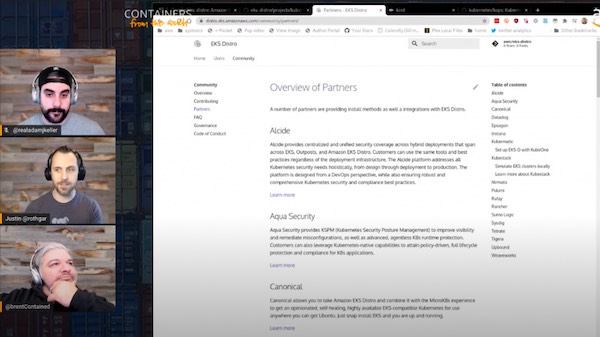 CONTAINERS
from the couch
@realadamjkeller
Justin @rothgar
@brentContained
Partners - EKS Distro
distro.eks.amazonaws.com/community/partners/
EKS Distro
Search
aws/eks-distro
Home Users Community
Community
Overview
Contributing
Partners
FAQ
Governance
Code of Conduct
Overview of Partners
A number of partners are providing install methods as well a integrations with EKS Distro.
Alcide
Alcide provides centralized and unified security coverage across hybrid deployments that span
across EKS, Outposts, and Amazon EKS Distro. Customers can use the same tools and best
practices regardless of the deployment infrastructure. The Alcide platform addresses all
Kubernetes security needs holistically, from design through deployment to production. The
platform is designed from a DevOps perspective, while also ensuring robust and
comprehensive Kubernetes security and compliance best practices.
Learn more
Aqua Security
Aqua Security provides KSPM (Kubernetes Security Posture Management) to improve visibility
and remediate misconfigurations, as well as advanced, agentless K8s runtime protection.
Customers can also leverage Kubernetes-native capabilities to attain policy-driven, full lifecycle
protection and compliance for K8s applications.
Learn more
Canonical
Canonical allows you to take Amazon EKS Distro and combine it with the MicroK8s experience
to get an opinionated, self-healing, highly available EKS compatible Kubernetes for use
anywhere you can get Ubuntu. Just snap install EKS and you are up and running.
Table of contents
Alcide
Aqua Security
Canonical
Datadog
Epsagon
Instana
Kubermatic
Set up EKS-D with KubeOne
Kubestack
Simulate EKS clusters locally
Learn more about Kubestack
Nirmata
Pulumi
Rafay
Rancher
Sumo Logic
Sysdig
Tetrate
Tigera
Upbound
Weaveworks